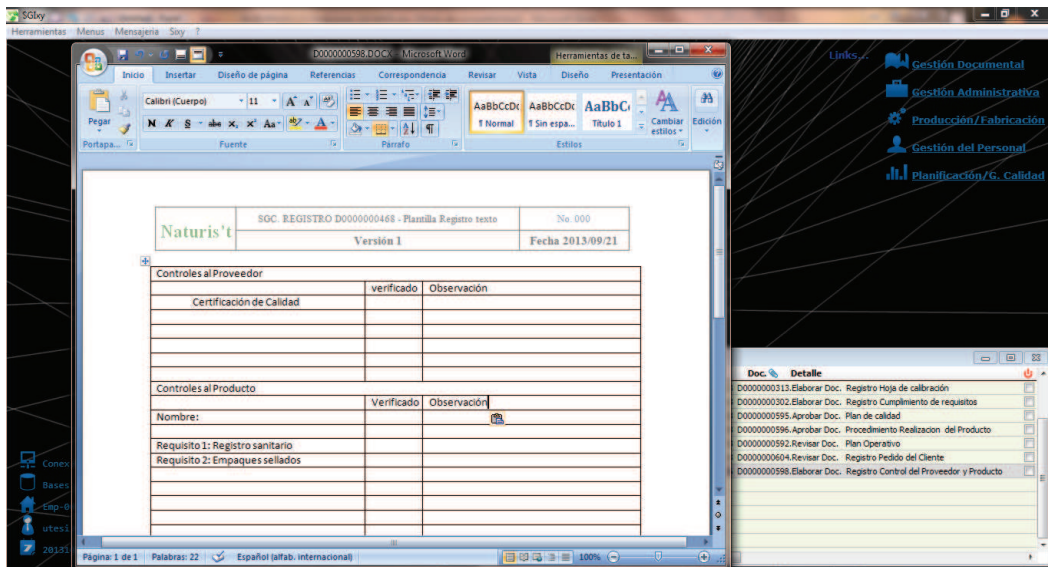 SGIxy
Herramientas Menus Mensajeria Sixy ?
D0000000598.DOCX - Microsoft Word
Herramientas de ta...
Inicio Insertar Diseño de página Referencias Correspondencia Revisar Vista Diseño Presentación
Pegar
Calibri (Cuerpo) 11
N K S abe x₂ x² Aa
AaBbCcDc AaBbCcDc AaBbC
¶ Normal ¶ Sin espa... Título 1
Cambiar estilos
Edición
Portapa... Fuente Párrafo Estilos
Links...
Gestión Documental
Gestión Administrativa
Producción/Fabricación
Gestión del Personal
Planificación/G. Calidad
Naturis't
SGC. REGISTRO D0000000468 - Plantilla Registro texto
No. 000
Versión 1
Fecha 2013/09/21
Controles al Proveedor
verificado Observación
Certificación de Calidad
Controles al Producto
Verificado Observación
Nombre:
Requisito 1: Registro sanitario
Requisito 2: Empaques sellados
Página: 1 de 1 Palabras: 22 Español (alfab. internacional) 100%
Conex
Bases
Emp-0
utesi
20131
Doc. Detalle
D0000000313.Elaborar Doc. Registro Hoja de calibración
D0000000302.Elaborar Doc. Registro Cumplimiento de requisitos
D0000000595.Aprobar Doc. Plan de calidad
D0000000596.Aprobar Doc. Procedimiento Realizacion del Producto
D0000000592.Revisar Doc. Plan Operativo
D0000000604.Revisar Doc. Registro Pedido del Cliente
D0000000598.Elaborar Doc. Registro Control del Proveedor y Producto